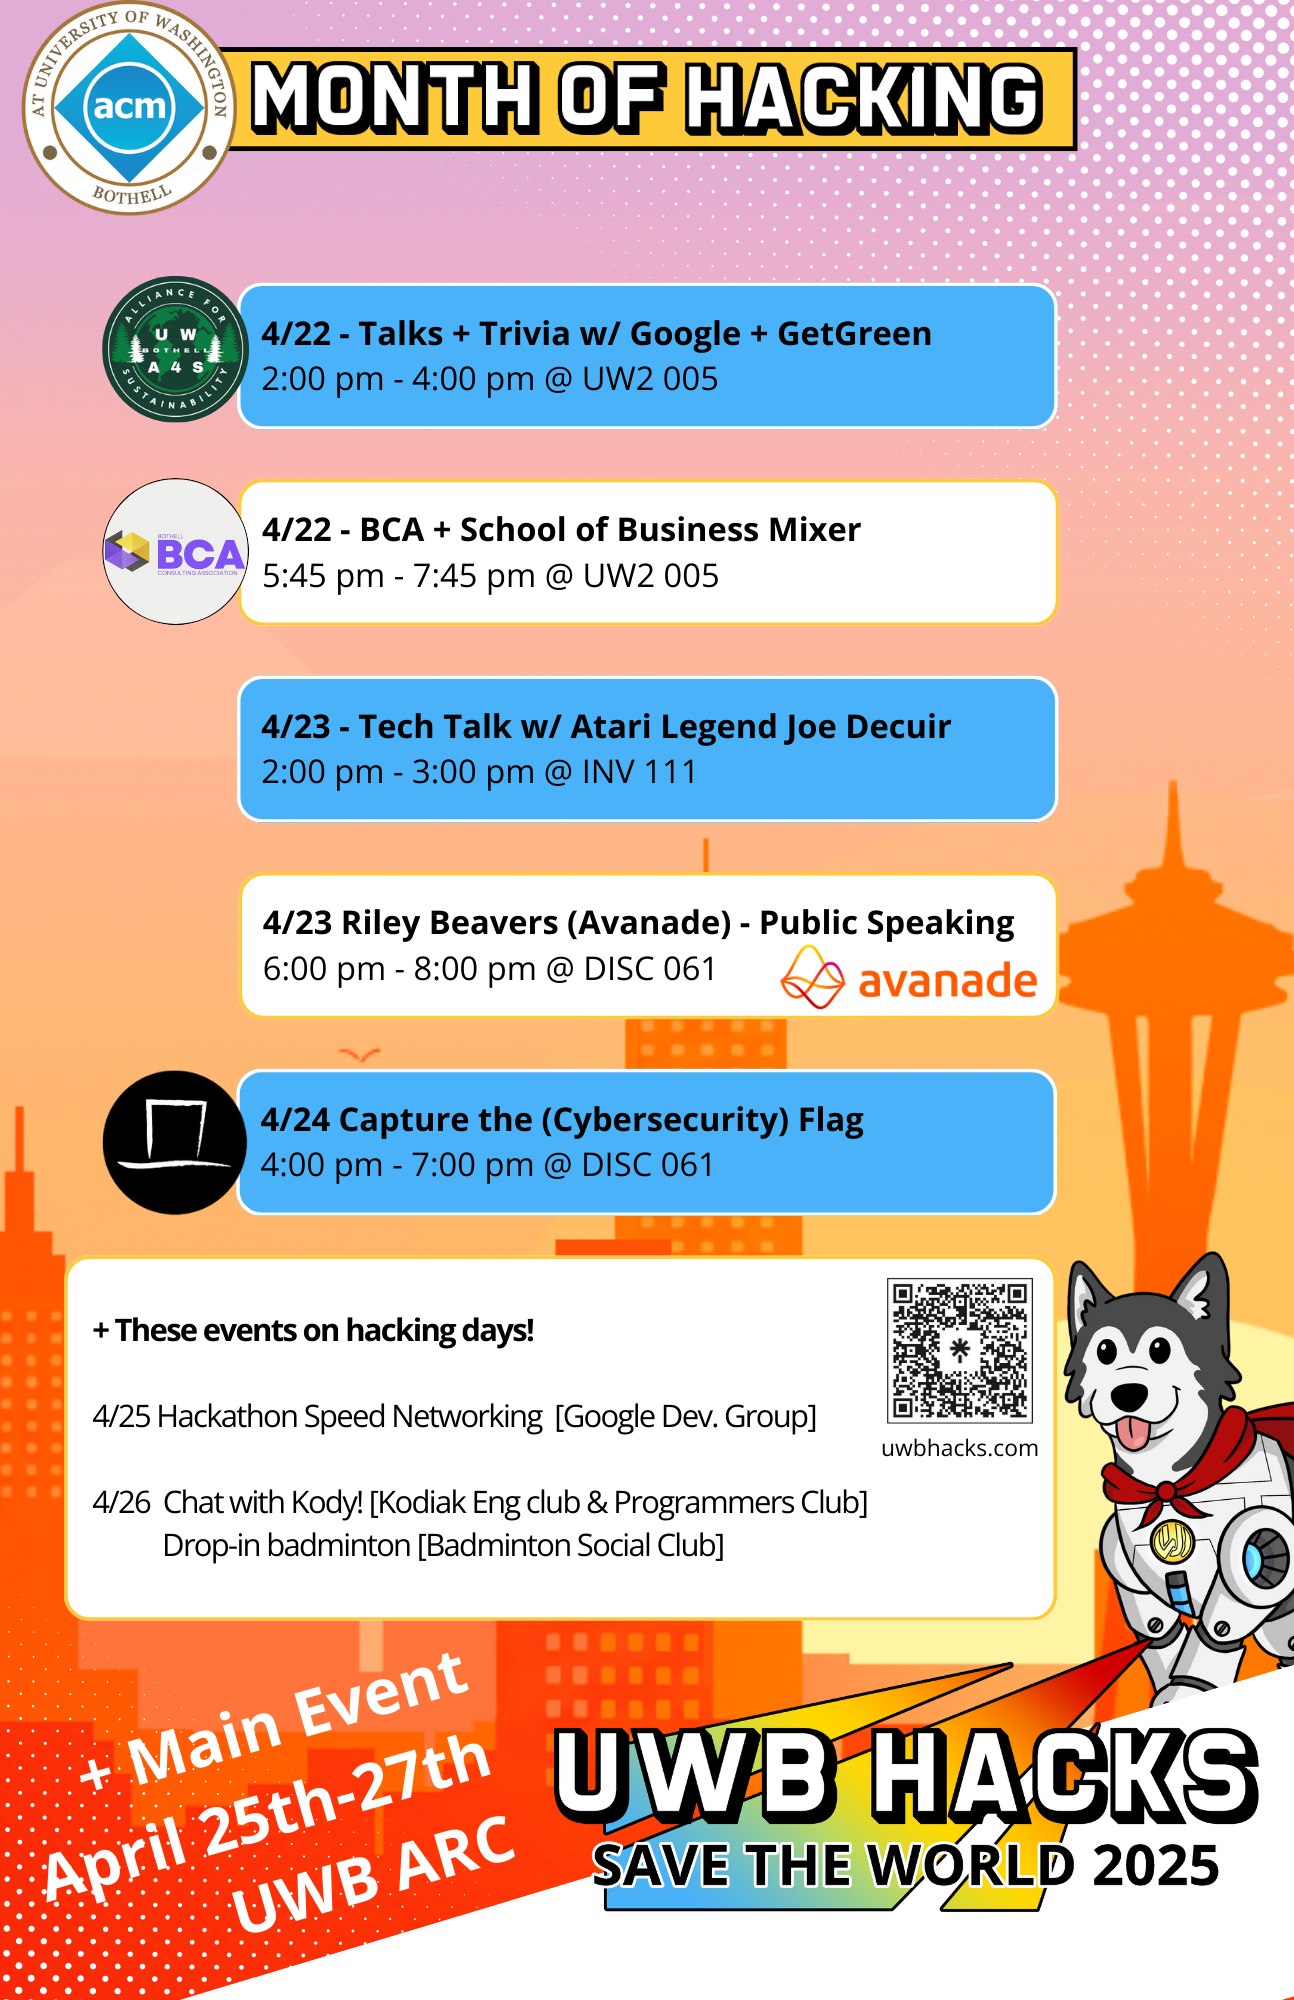 AT UNIVERSITY OF WASHINGTON
acm
BOTHELL
MONTH OF HACKING
ALLIANCE FOR
UW
BOTHELL
A4S
SUSTAINABILITY
4/22 - Talks + Trivia w/ Google + GetGreen
2:00 pm - 4:00 pm @ UW2 005
BOTHELL
BCA
CONSULTING ASSOCIATION
4/22 - BCA + School of Business Mixer
5:45 pm - 7:45 pm @ UW2 005
4/23 - Tech Talk w/ Atari Legend Joe Decuir
2:00 pm - 3:00 pm @ INV 111
4/23 Riley Beavers (Avanade) - Public Speaking
6:00 pm - 8:00 pm @ DISC 061
avanade
4/24 Capture the (Cybersecurity) Flag
4:00 pm - 7:00 pm @ DISC 061
+ These events on hacking days!
4/25 Hackathon Speed Networking [Google Dev. Group]
uwbhacks.com
4/26 Chat with Kody! [Kodiak Eng club & Programmers Club]
Drop-in badminton [Badminton Social Club]
+ Main Event
April 25th-27th
UWB ARC
UWB HACKS
SAVE THE WORLD 2025